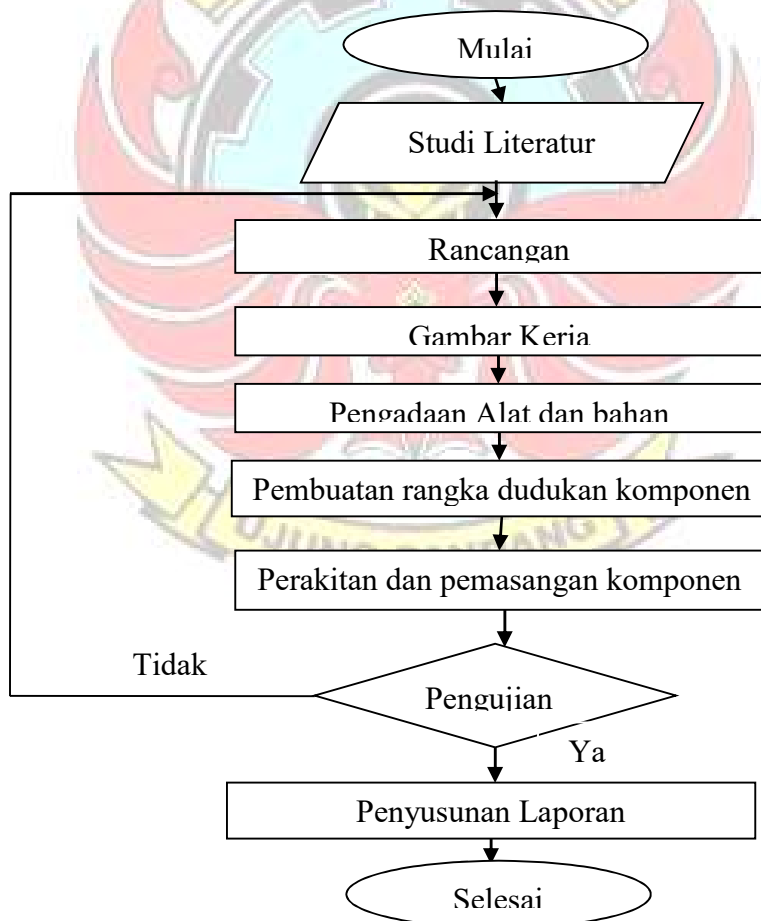 Mulai
Studi Literatur
Rancangan
Gambar Kerja
Pengadaan Alat dan bahan
Pembuatan rangka dudukan komponen
UJUNG
Perakitan dan pemasangan komponen
Tidak
Pengujian
Ya
Penyusunan Laporan
Selesai